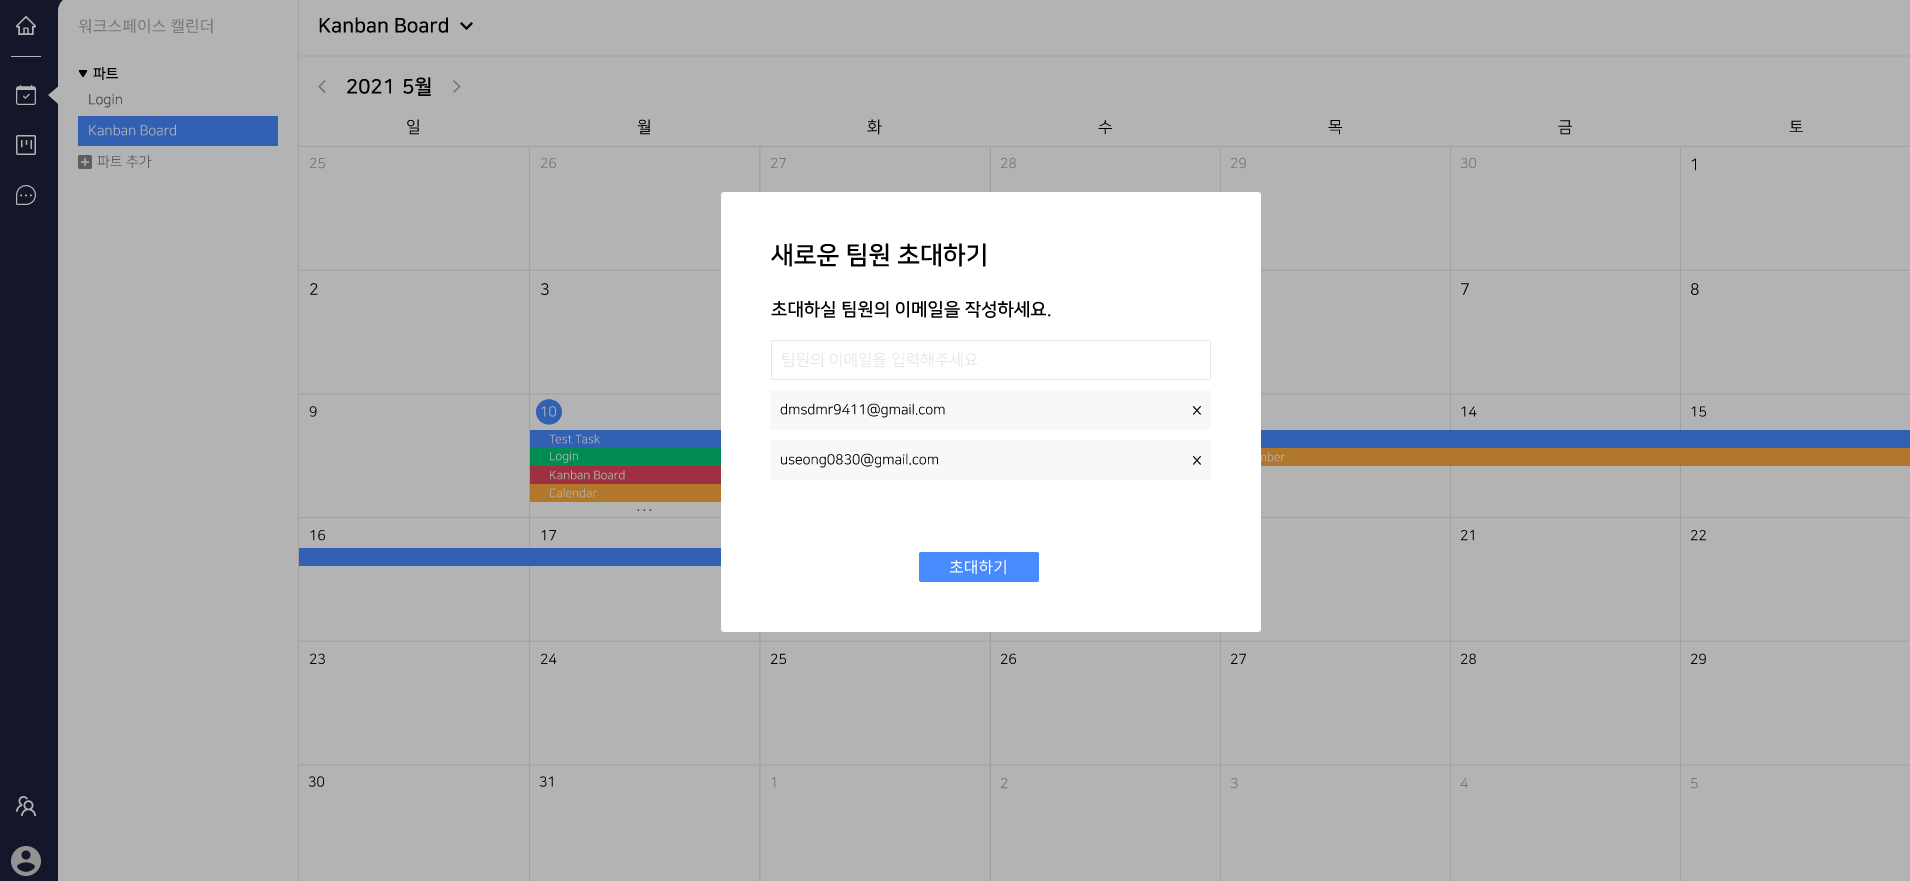 워크스페이스 캘린더
파트
Login
Kanban Board
파트 추가
Kanban Board
2021 5월
일 월 화 수 목 금 토
25 26 27 28 29 30 1
2 3 7 8
9 10 14 15
Test Task
Login
Kanban Board
Calendar
...
nber
16 17 21 22
23 24 25 26 27 28 29
30 31 1 2 3 4 5
새로운 팀원 초대하기
초대하실 팀원의 이메일을 작성하세요.
팀원의 이메일을 입력해주세요
dmsdmr9411@gmail.com x
useong0830@gmail.com x
초대하기